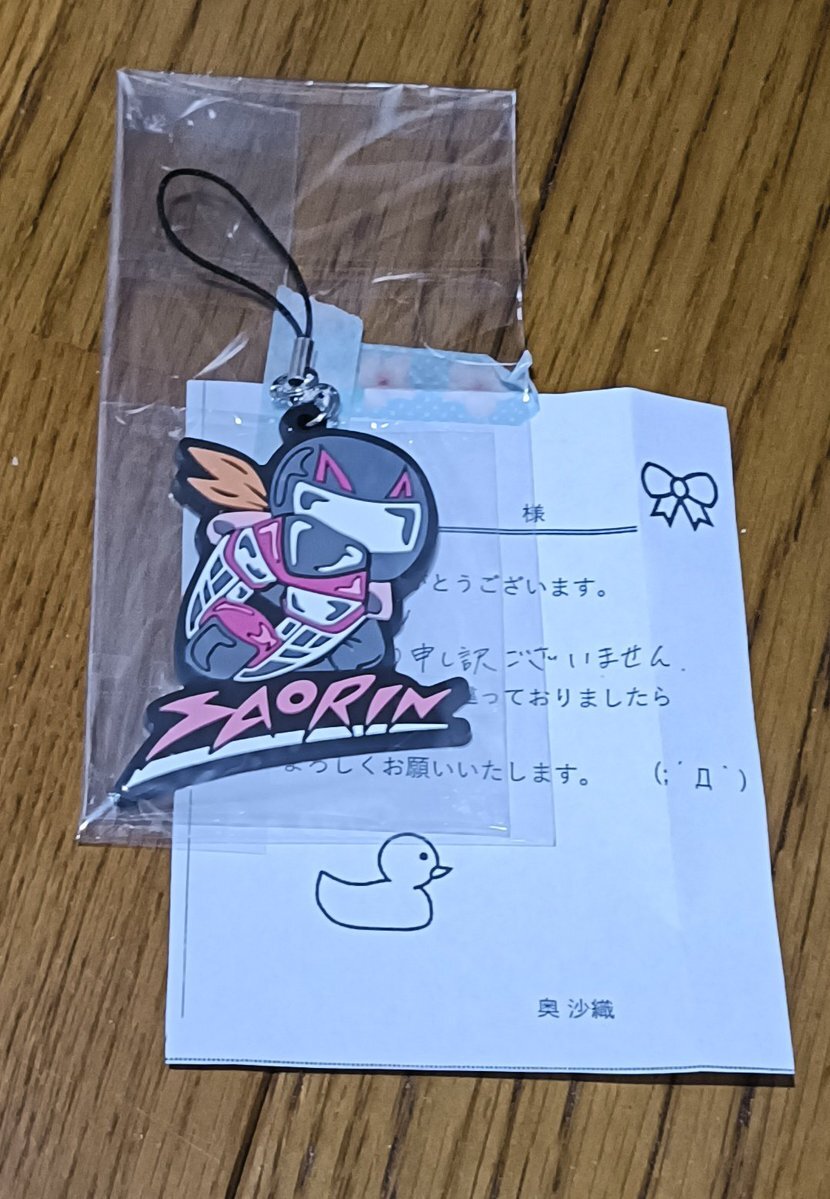 様
とうございます。
申し訳ございません
っておりましたら
ろしくお願いいたします。 (;´Д｀)
SAORIN
奥 沙織